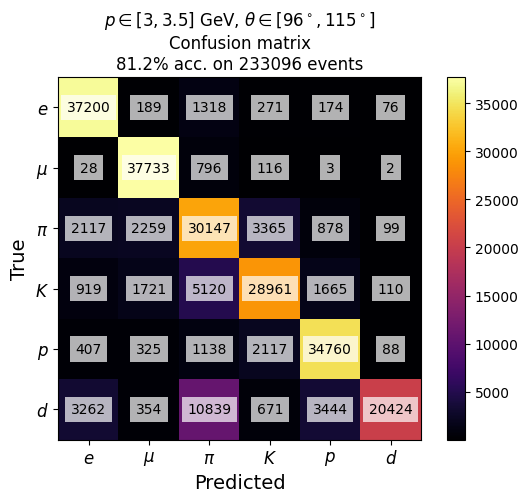 p ∈ [3, 3.5] GeV, θ ∈ [96°, 115°]
Confusion matrix
81.2% acc. on 233096 events
True
e 37200 189 1318 271 174 76
μ 28 37733 796 116 3 2
π 2117 2259 30147 3365 878 99
K 919 1721 5120 28961 1665 110
p 407 325 1138 2117 34760 88
d 3262 354 10839 671 3444 20424
e μ π K p d
Predicted
35000
30000
25000
20000
15000
10000
5000